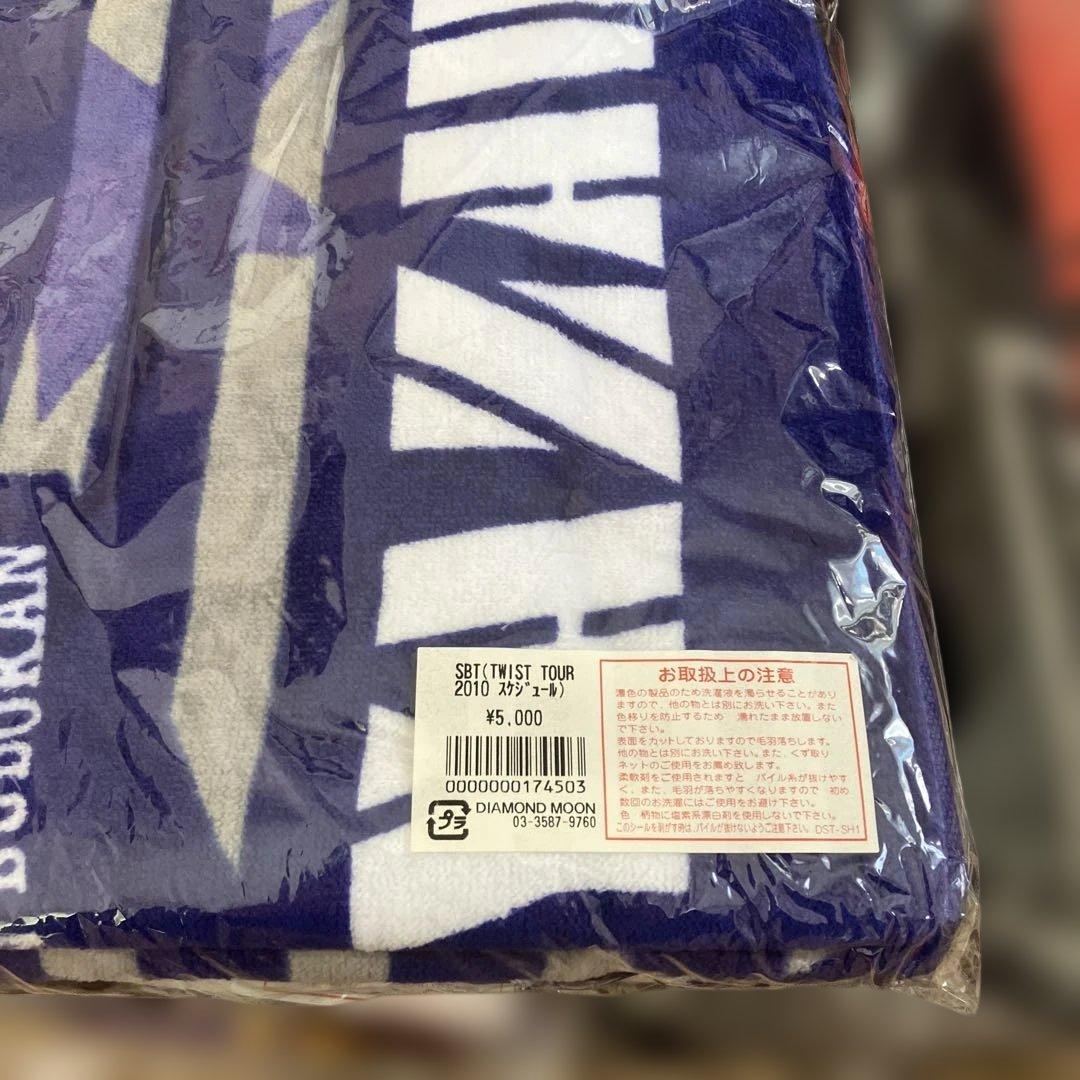 BUDOKAN
SBT(TWIST TOUR
2010 ｽｹｼﾞｭｰﾙ)
¥5,000
0000000174503
プラ
DIAMOND MOON
03-3587-9760
お取扱上の注意
濃色の製品のため洗濯液を濁らせることがあり
ますので、他の物とは別にお洗い下さい。また
色移りを防止するため 濡れたまま放置しない
で下さい。
表面をカットしておりますので毛羽落ちします。
他の物とは別にお洗い下さい。また、くず取り
ネットのご使用をお薦め致します。
柔軟剤をご使用されますと パイル糸が抜けやす
く、また、毛羽が落ちやすくなりますので 初め
数回のお洗濯にはご使用をお避け下さい。
色 柄物に塩素系漂白剤を使用しないで下さい。
このシールを剥がす時は、パイルが抜けないようご注意下さい。DST-SH1